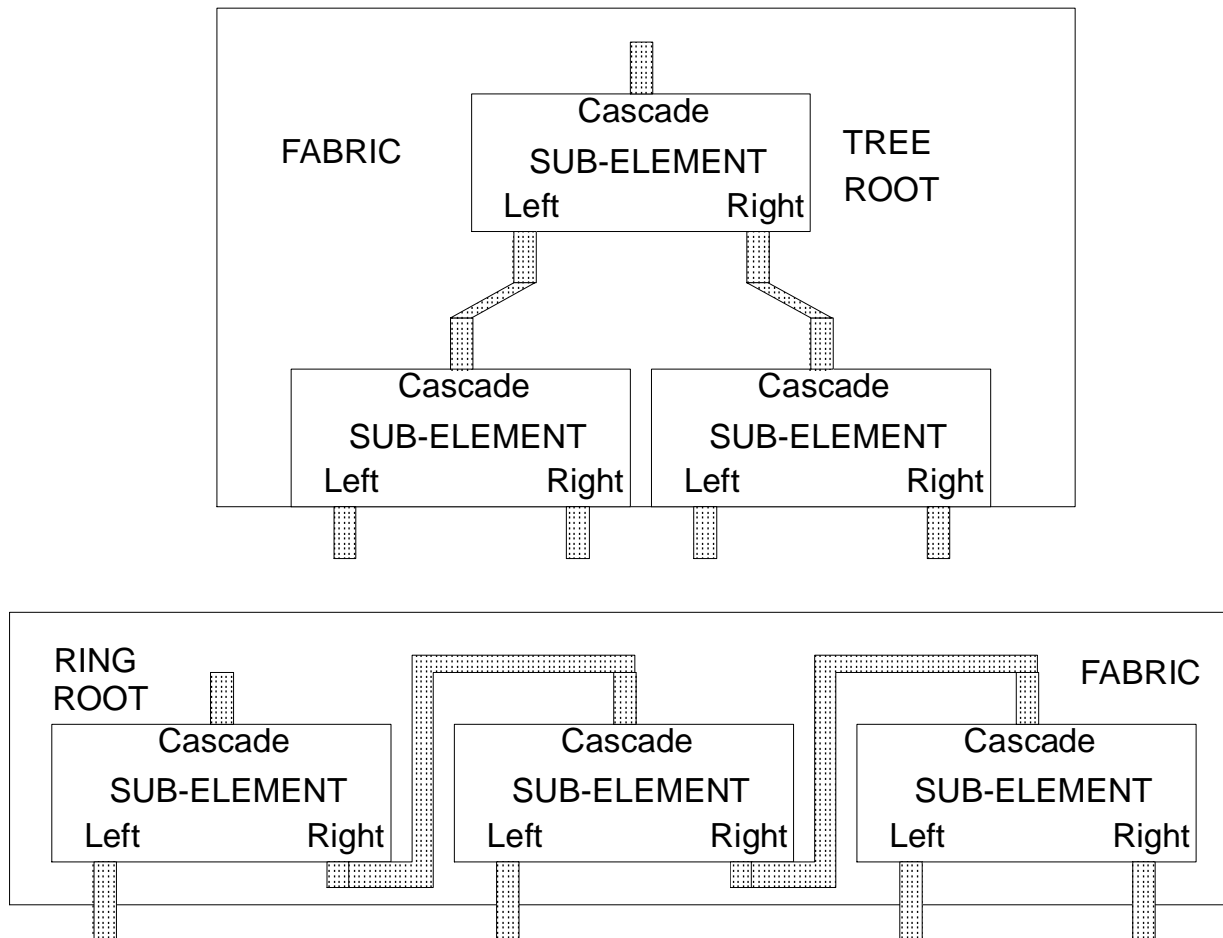 Cascade
FABRIC
SUB-ELEMENT
TREE
ROOT
Left Right
Cascade Cascade
SUB-ELEMENT SUB-ELEMENT
Left Right Left Right
RING
ROOT
FABRIC
Cascade Cascade Cascade
SUB-ELEMENT SUB-ELEMENT SUB-ELEMENT
Left Right Left Right Left Right